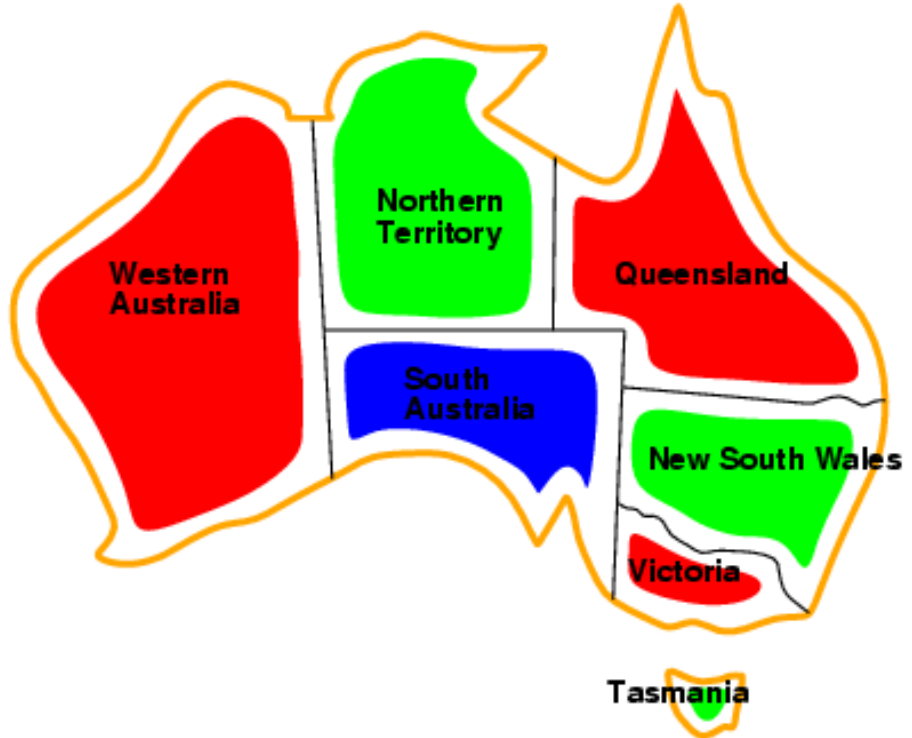 Northern
Territory
Western
Australia
Queensland
South
Australia
New South Wales
Victoria
Tasmania